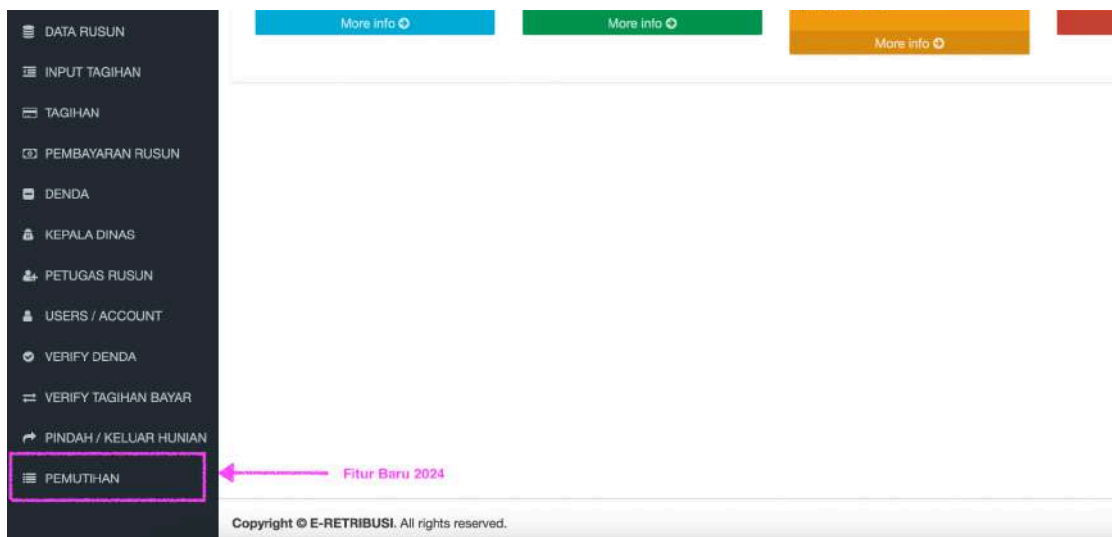 DATA RUSUN
INPUT TAGIHAN
TAGIHAN
PEMBAYARAN RUSUN
DENDA
KEPALA DINAS
PETUGAS RUSUN
USERS / ACCOUNT
VERIFY DENDA
VERIFY TAGIHAN BAYAR
PINDAH / KELUAR HUNIAN
PEMUTIHAN
More info
More info
More info
Fitur Baru 2024
Copyright © E-RETRIBUSI. All rights reserved.